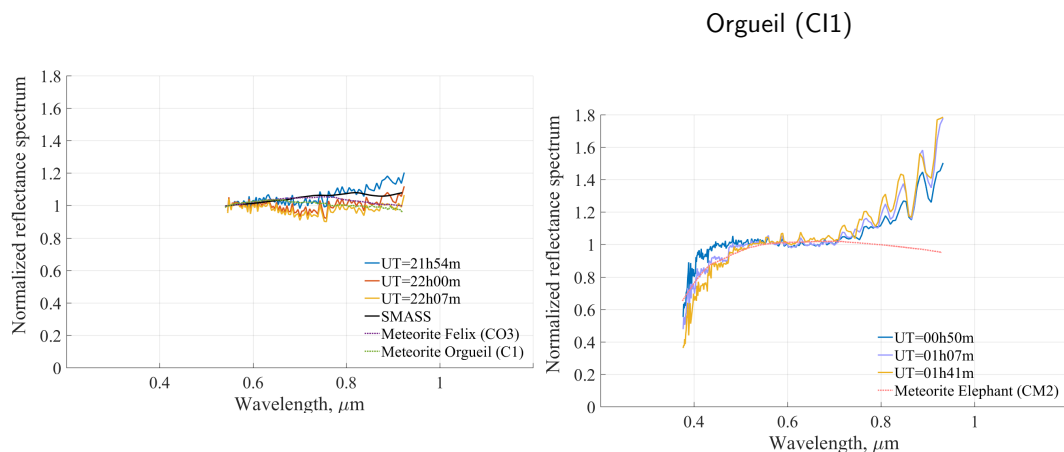 Orgueil (CI1)
1.8
1.6
1.4
1.2
1
0.8
0.6
0.4
0.2
0
0.4
0.6
0.8
1
Normalized reflectance spectrum
Wavelength, μm
UT=21h54m
UT=22h00m
UT=22h07m
SMASS
Meteorite Felix (CO3)
Meteorite Orgueil (C1)
1.8
1.6
1.4
1.2
1
0.8
0.6
0.4
0.2
0
0.4
0.6
0.8
1
Normalized reflectance spectrum
Wavelength, μm
UT=00h50m
UT=01h07m
UT=01h41m
Meteorite Elephant (CM2)